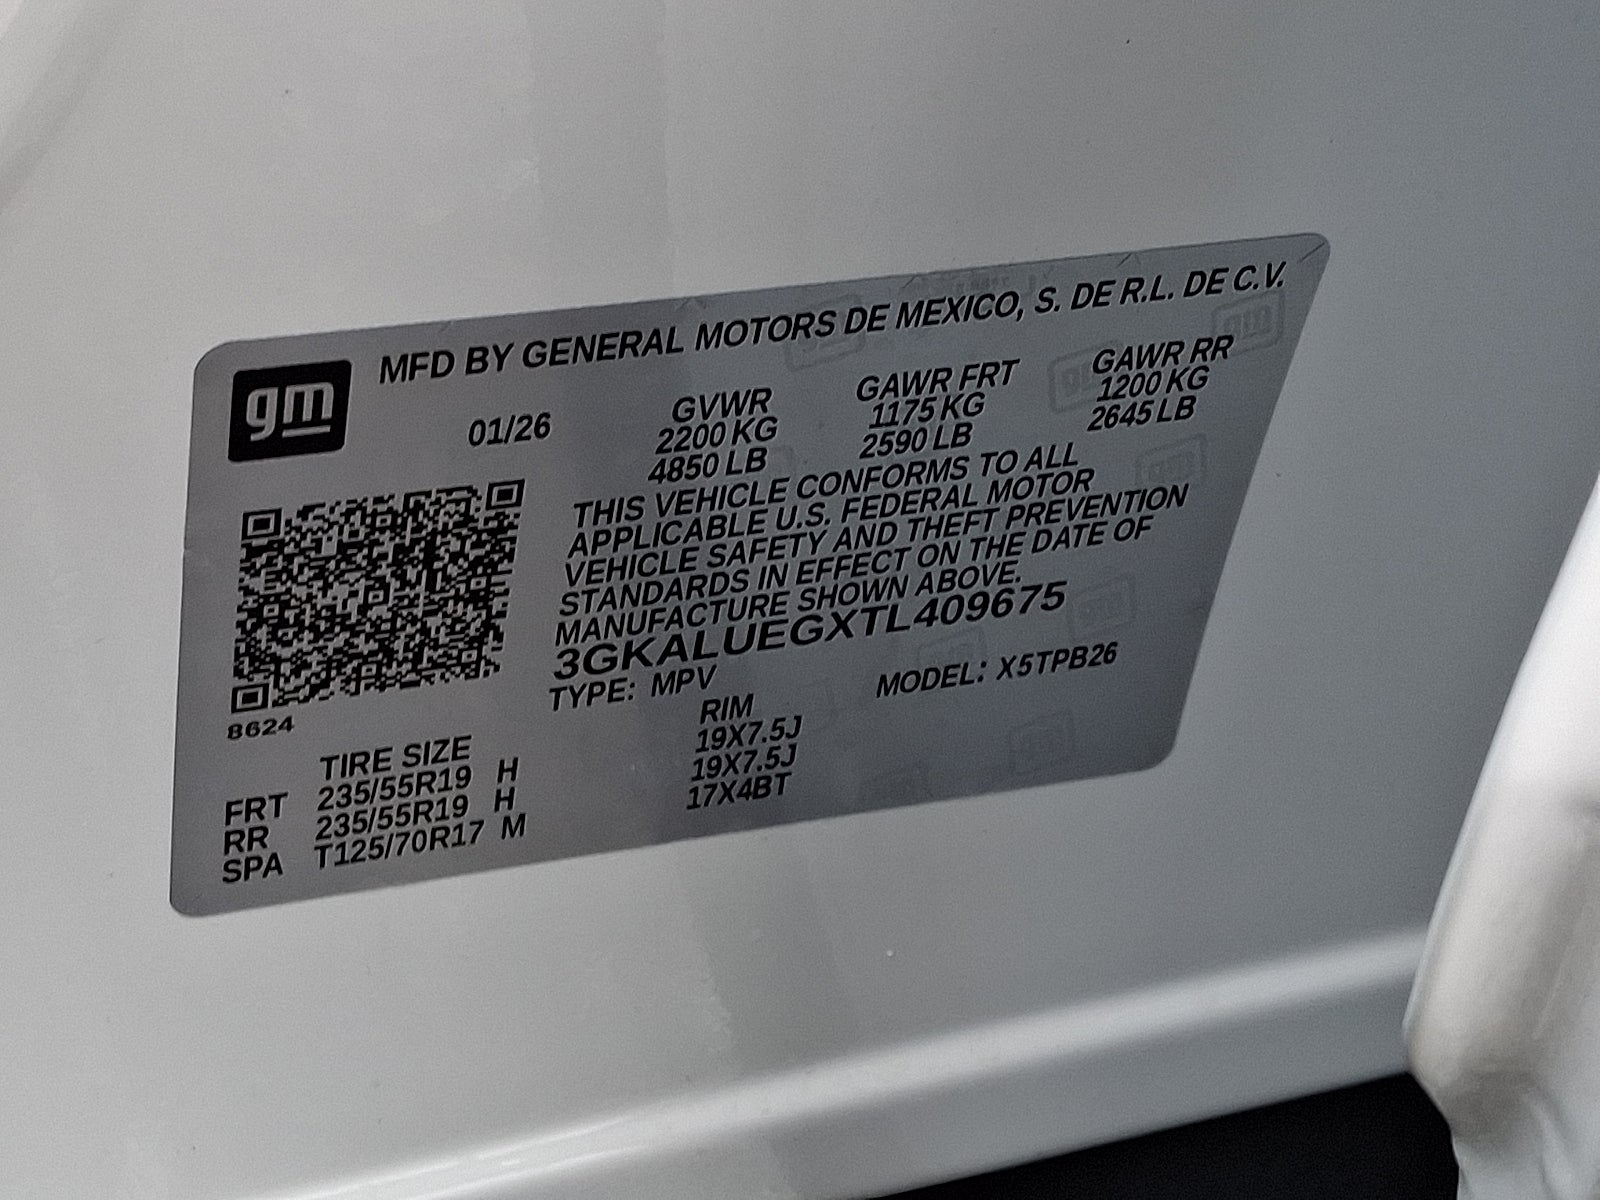 gm
MFD BY GENERAL MOTORS DE MEXICO, S. DE R.L. DE C.V.
01/26 GVWR GAWR FRT GAWR RR
2200 KG 1175 KG 1200 KG
4850 LB 2590 LB 2645 LB
THIS VEHICLE CONFORMS TO ALL
APPLICABLE U.S. FEDERAL MOTOR
VEHICLE SAFETY AND THEFT PREVENTION
STANDARDS IN EFFECT ON THE DATE OF
MANUFACTURE SHOWN ABOVE.
3GKALUEGXTL409675
TYPE: MPV MODEL: X5TPB26
8624
TIRE SIZE RIM
FRT 235/55R19 H 19X7.5J
RR 235/55R19 H 19X7.5J
SPA T125/70R17 M 17X4BT